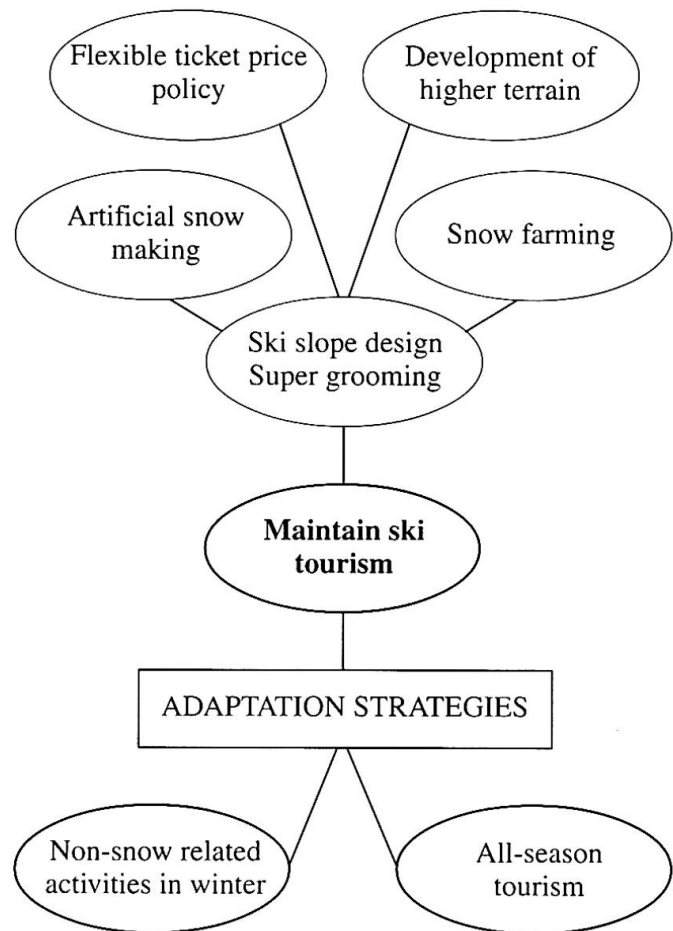 Flexible ticket price
policy
Development of
higher terrain
Artificial snow
making
Snow farming
Ski slope design
Super grooming
Maintain ski
tourism
ADAPTATION STRATEGIES
Non-snow related
activities in winter
All-season
tourism